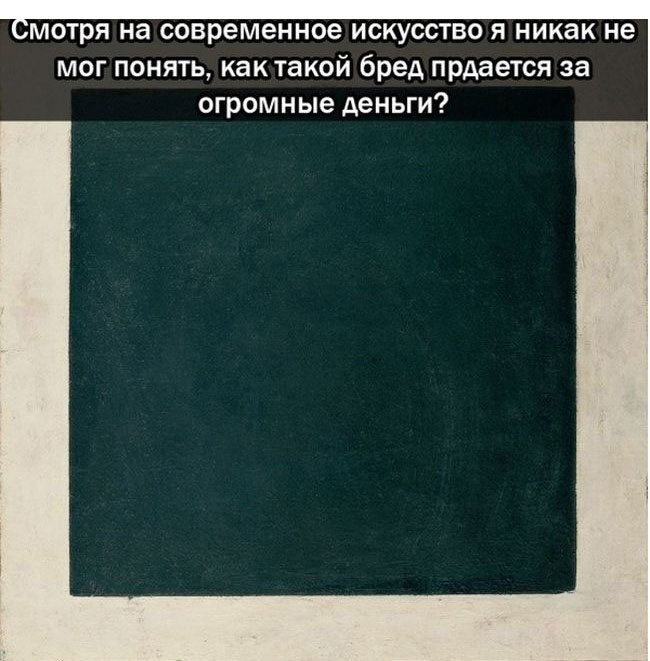 Смотря на современное искусство я никак не
мог понять, как такой бред прдается за
огромные деньги?